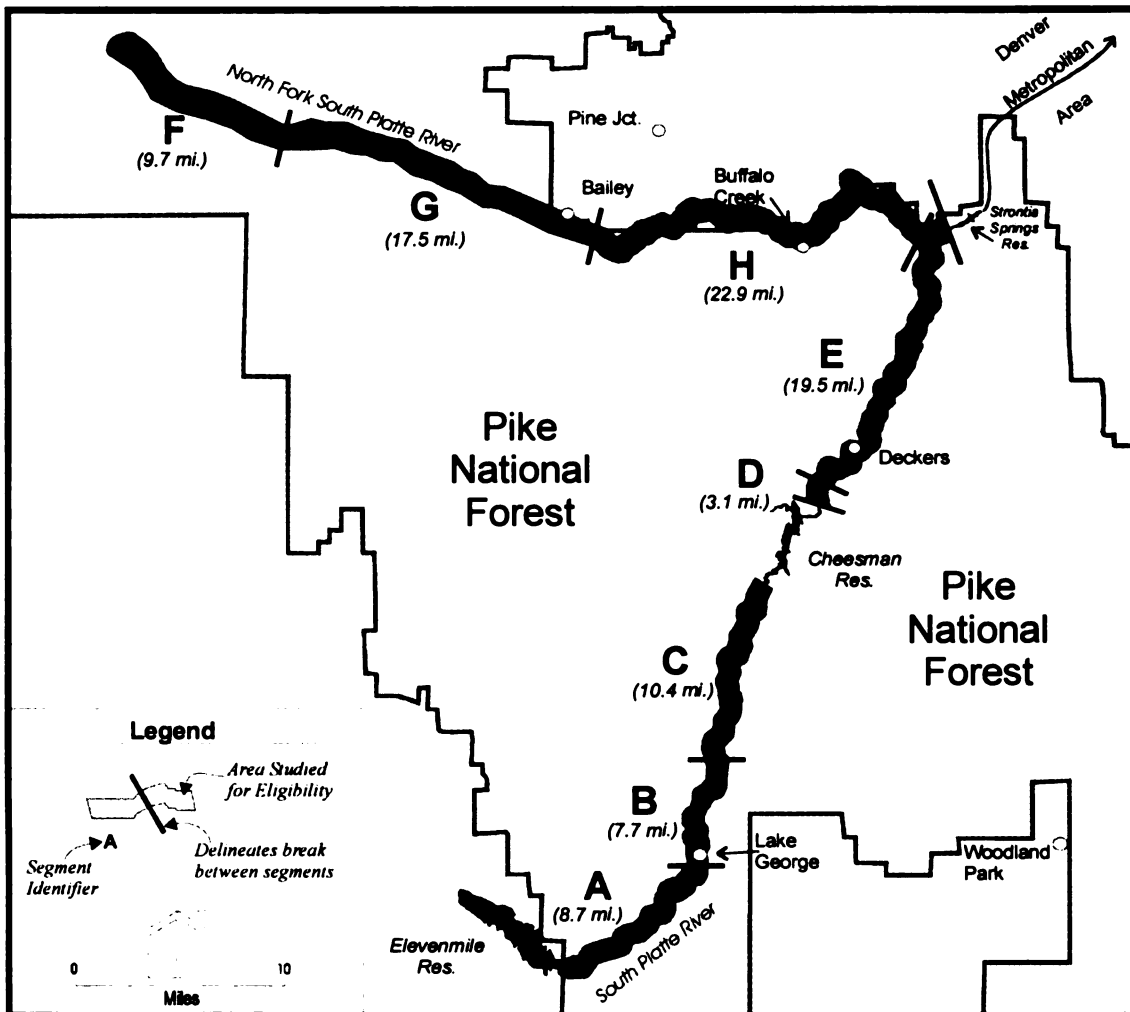 Denver
Metropolitan
Area
North Fork South Platte River
F
(9.7 mi.)
Pine Jct.
Bailey
Buffalo
Creek
G
(17.5 mi.)
Strontia
Springs
Res.
H
(22.9 mi.)
E
(19.5 mi.)
Pike
National
Forest
Deckers
D
(3.1 mi.)
Cheesman
Res.
Pike
National
Forest
C
(10.4 mi.)
Legend
Area Studied
for Eligibility
A
Segment
Identifier
Delineates break
between segments
0 10
Miles
B
(7.7 mi.)
Lake
George
Woodland
Park
A
(8.7 mi.)
Elevenmile
Res.
South Platte River